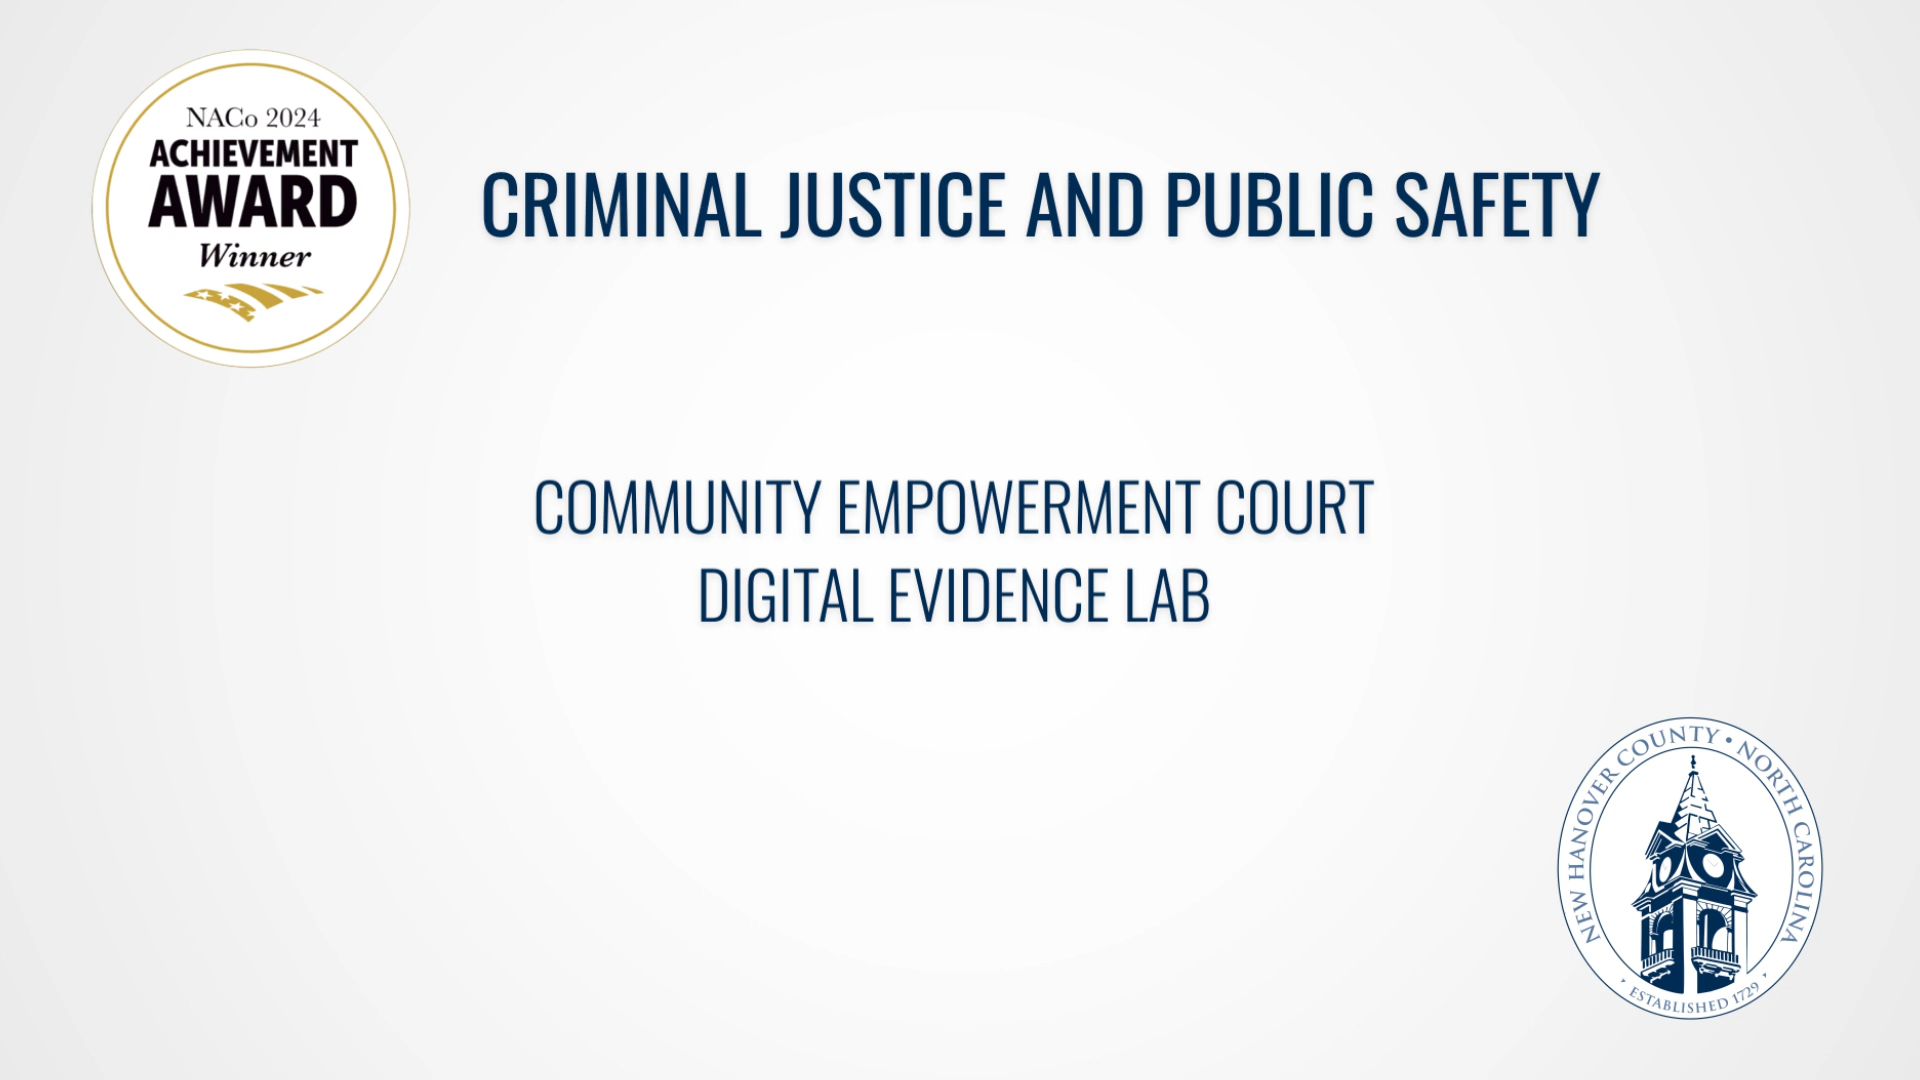 NACo 2024
ACHIEVEMENT
AWARD
Winner
CRIMINAL JUSTICE AND PUBLIC SAFETY
COMMUNITY EMPOWERMENT COURT
DIGITAL EVIDENCE LAB
NEW HANOVER COUNTY • NORTH CAROLINA
ESTABLISHED 1729